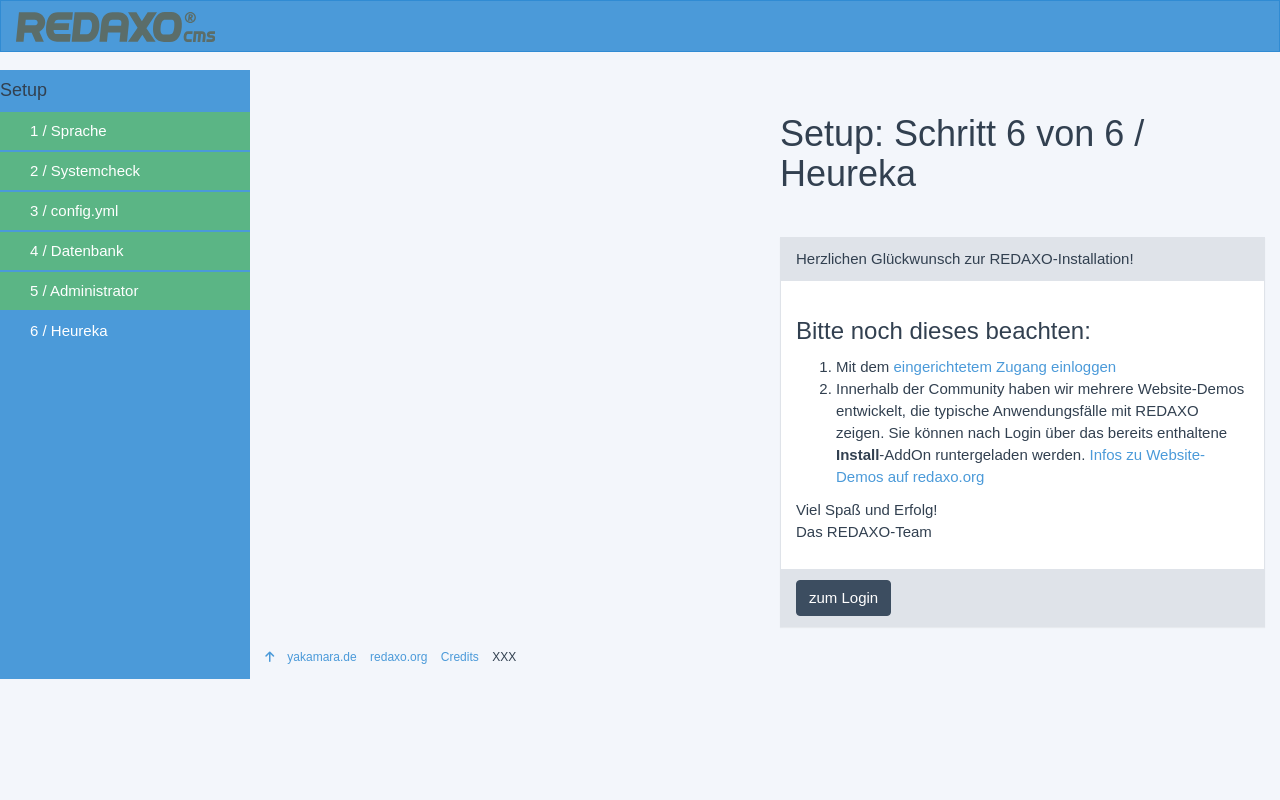 REDAXO® cms
Setup
1 / Sprache
2 / Systemcheck
3 / config.yml
4 / Datenbank
5 / Administrator
6 / Heureka
Setup: Schritt 6 von 6 /
Heureka
Herzlichen Glückwunsch zur REDAXO-Installation!
Bitte noch dieses beachten:
1. Mit dem eingerichtetem Zugang einloggen
2. Innerhalb der Community haben wir mehrere Website-Demos
entwickelt, die typische Anwendungsfälle mit REDAXO
zeigen. Sie können nach Login über das bereits enthaltene
Install-AddOn runtergeladen werden. Infos zu Website-
Demos auf redaxo.org
Viel Spaß und Erfolg!
Das REDAXO-Team
zum Login
yakamara.de redaxo.org Credits XXX